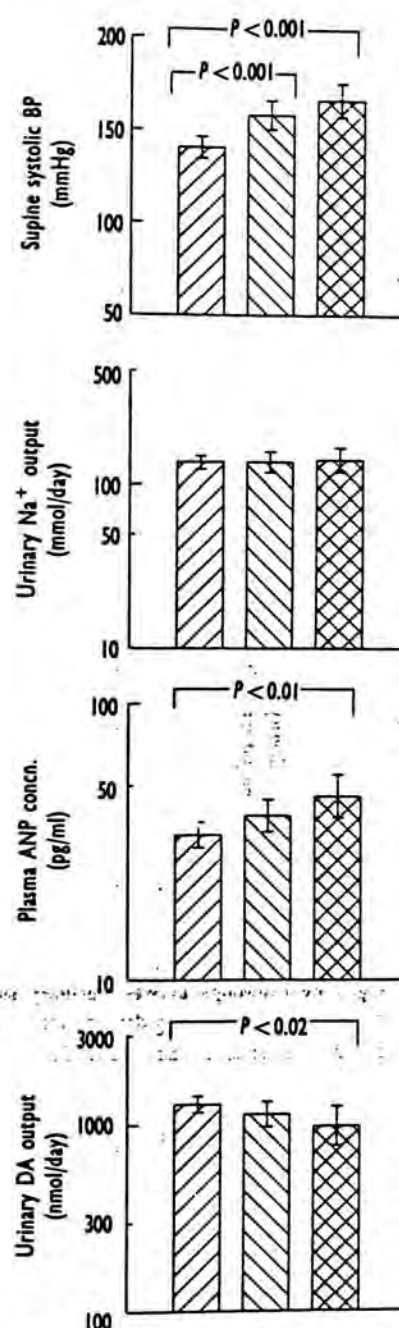 P < 0.001
200
P < 0.001
150
100
50
Supine systolic BP
(mmHg)
500
100
50
10
Urinary Na⁺ output
(mmol/day)
P < 0.01
100
50
10
Plasma ANP concn.
(pg/ml)
P < 0.02
3000
1000
300
100
Urinary DA output
(nmol/day)